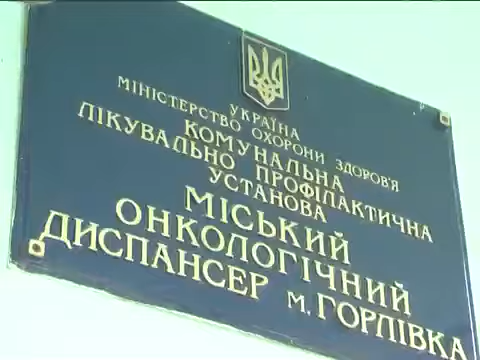 УКРАЇНА
МІНІСТЕРСТВО ОХОРОНИ ЗДОРОВ'Я
КОМУНАЛЬНА
ЛІКУВАЛЬНО ПРОФІЛАКТИЧНА
УСТАНОВА
МІСЬКИЙ
ОНКОЛОГІЧНИЙ
ДИСПАНСЕР м. ГОРЛІВКА